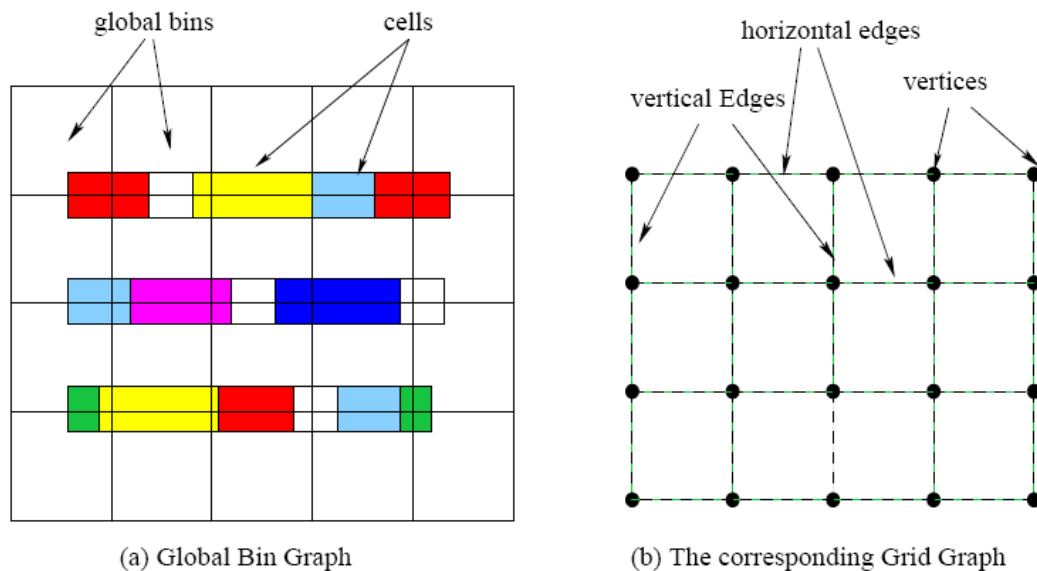 global bins
cells
horizontal edges
vertical Edges
vertices
(a) Global Bin Graph
(b) The corresponding Grid Graph